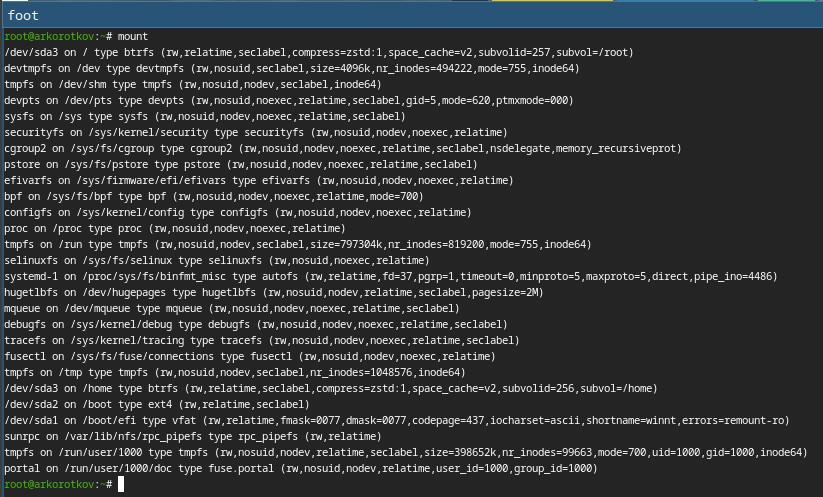 foot
root@arkorotkov:~# mount
/dev/sda3 on / type btrfs (rw,relatime,seclabel,compress=zstd:1,space_cache=v2,subvolid=257,subvol=/root)
devtmpfs on /dev type devtmpfs (rw,nosuid,seclabel,size=4096k,nr_inodes=494222,mode=755,inode64)
tmpfs on /dev/shm type tmpfs (rw,nosuid,nodev,seclabel,inode64)
devpts on /dev/pts type devpts (rw,nosuid,noexec,relatime,seclabel,gid=5,mode=620,ptmxmode=000)
sysfs on /sys type sysfs (rw,nosuid,nodev,noexec,relatime,seclabel)
securityfs on /sys/kernel/security type securityfs (rw,nosuid,nodev,noexec,relatime)
cgroup2 on /sys/fs/cgroup type cgroup2 (rw,nosuid,nodev,noexec,relatime,seclabel,nsdelegate,memory_recursiveprot)
pstore on /sys/fs/pstore type pstore (rw,nosuid,nodev,noexec,relatime,seclabel)
efivarfs on /sys/firmware/efi/efivars type efivarfs (rw,nosuid,nodev,noexec,relatime)
bpf on /sys/fs/bpf type bpf (rw,nosuid,nodev,noexec,relatime,mode=700)
configfs on /sys/kernel/config type configfs (rw,nosuid,nodev,noexec,relatime)
proc on /proc type proc (rw,nosuid,nodev,noexec,relatime)
tmpfs on /run type tmpfs (rw,nosuid,nodev,seclabel,size=797304k,nr_inodes=819200,mode=755,inode64)
selinuxfs on /sys/fs/selinux type selinuxfs (rw,nosuid,noexec,relatime)
systemd-1 on /proc/sys/fs/binfmt_misc type autofs (rw,relatime,fd=37,pgrp=1,timeout=0,minproto=5,maxproto=5,direct,pipe_ino=4486)
hugetlbfs on /dev/hugepages type hugetlbfs (rw,nosuid,nodev,relatime,seclabel,pagesize=2M)
mqueue on /dev/mqueue type mqueue (rw,nosuid,nodev,noexec,relatime,seclabel)
debugfs on /sys/kernel/debug type debugfs (rw,nosuid,nodev,noexec,relatime,seclabel)
tracefs on /sys/kernel/tracing type tracefs (rw,nosuid,nodev,noexec,relatime,seclabel)
fusectl on /sys/fs/fuse/connections type fusectl (rw,nosuid,nodev,noexec,relatime)
tmpfs on /tmp type tmpfs (rw,nosuid,nodev,seclabel,nr_inodes=1048576,inode64)
/dev/sda3 on /home type btrfs (rw,relatime,seclabel,compress=zstd:1,space_cache=v2,subvolid=256,subvol=/home)
/dev/sda2 on /boot type ext4 (rw,relatime,seclabel)
/dev/sda1 on /boot/efi type vfat (rw,relatime,fmask=0077,dmask=0077,codepage=437,iocharset=ascii,shortname=winnt,errors=remount-ro)
sunrpc on /var/lib/nfs/rpc_pipefs type rpc_pipefs (rw,relatime)
tmpfs on /run/user/1000 type tmpfs (rw,nosuid,nodev,relatime,seclabel,size=398652k,nr_inodes=99663,mode=700,uid=1000,gid=1000,inode64)
portal on /run/user/1000/doc type fuse.portal (rw,nosuid,nodev,relatime,user_id=1000,group_id=1000)
root@arkorotkov:~#